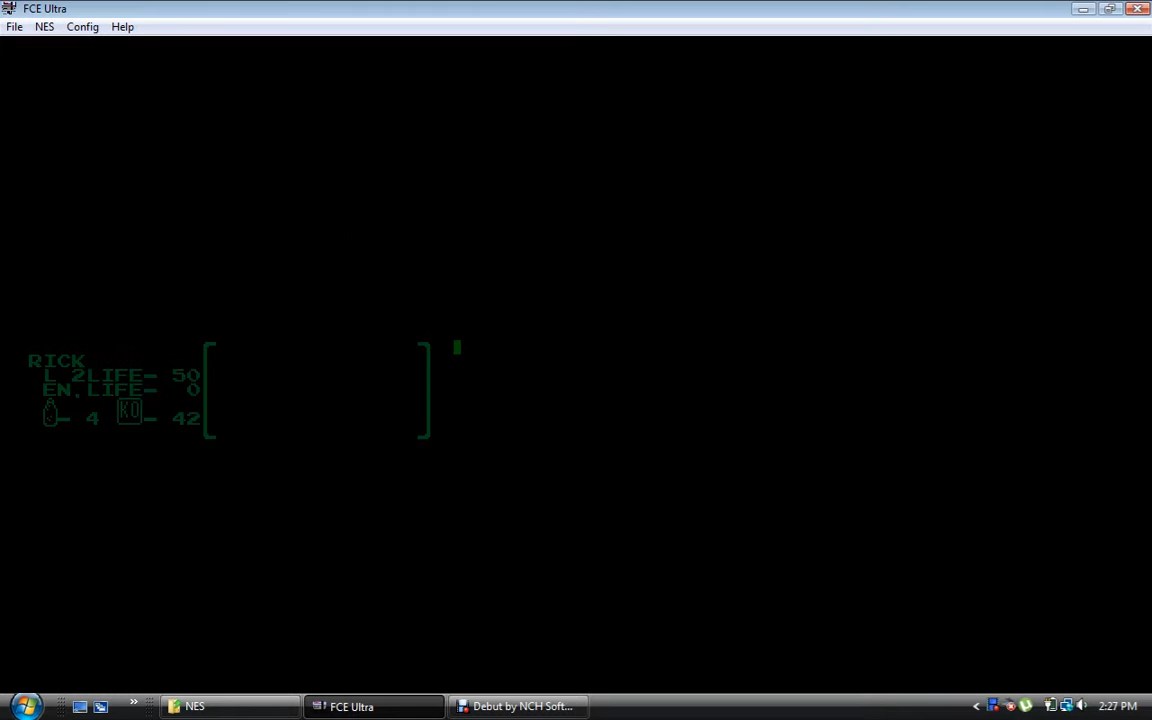 FCE Ultra
File NES Config Help
RICK
L 2LIFE- 50
EN.LIFE- 0
- 4 KO - 42
NES FCE Ultra Debut by NCH Soft... 2:27 PM